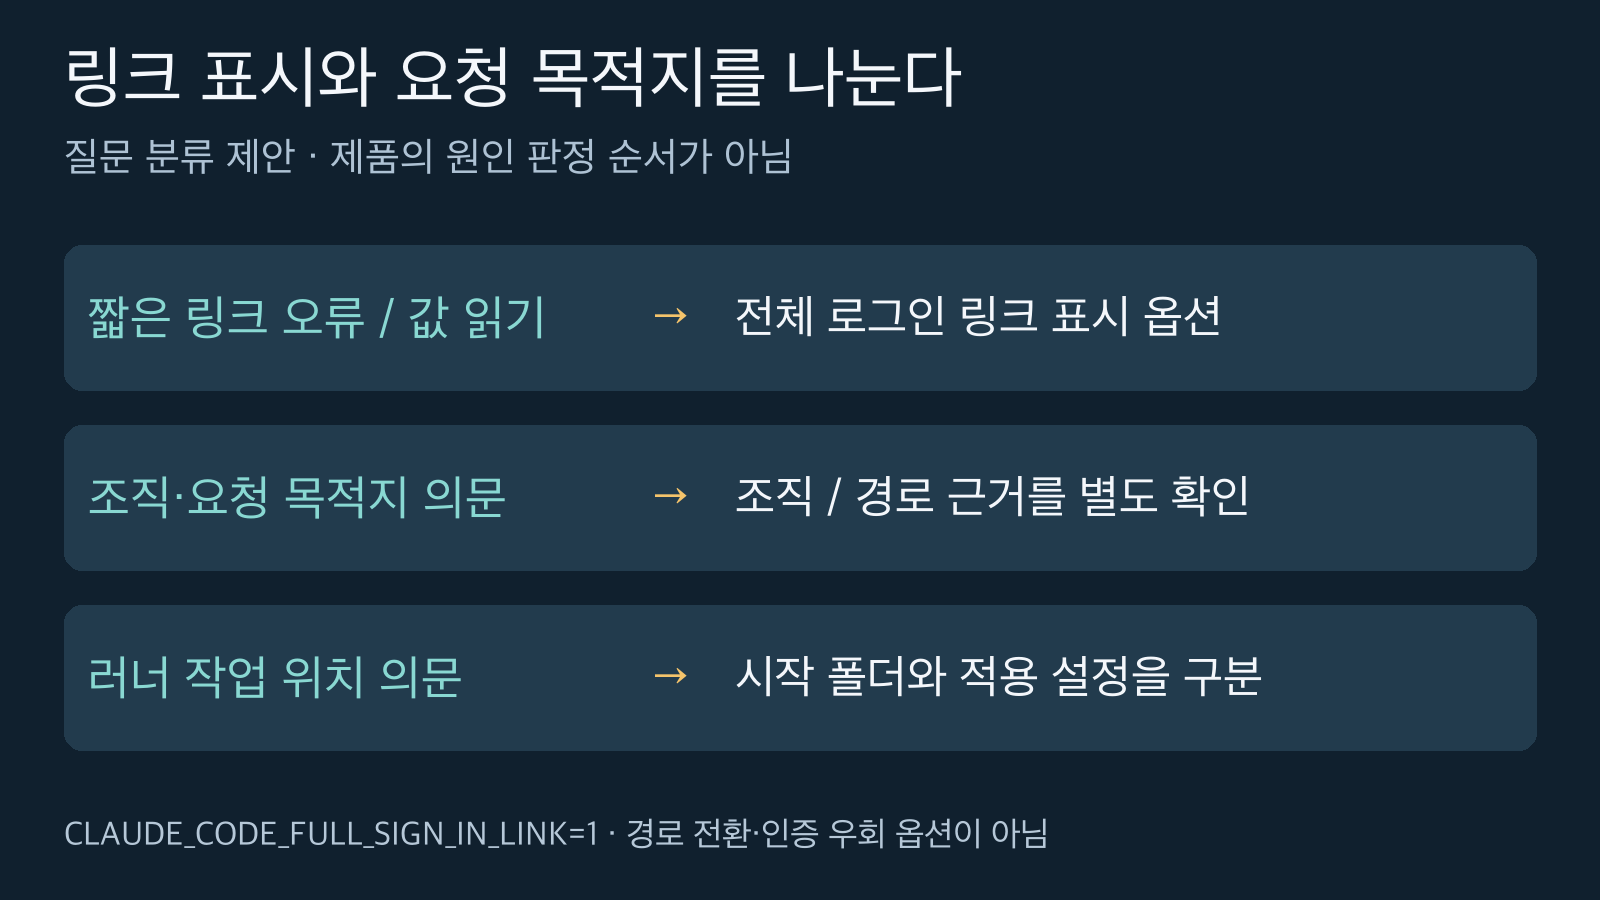 링크 표시와 요청 목적지를 나눈다
질문 분류 제안 · 제품의 원인 판정 순서가 아님
짧은 링크 오류 / 값 읽기 → 전체 로그인 링크 표시 옵션
조직·요청 목적지 의문 → 조직 / 경로 근거를 별도 확인
러너 작업 위치 의문 → 시작 폴더와 적용 설정을 구분
CLAUDE_CODE_FULL_SIGN_IN_LINK=1 · 경로 전환·인증 우회 옵션이 아님